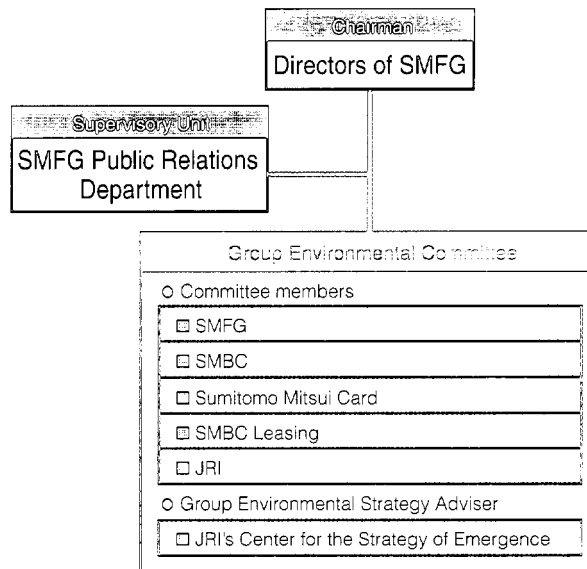 Chairman
Directors of SMFG
Supervisory Unit
SMFG Public Relations
Department
Group Environmental Committee
Committee members
SMFG
SMBC
Sumitomo Mitsui Card
SMBC Leasing
JRI
Group Environmental Strategy Adviser
JRI's Center for the Strategy of Emergence